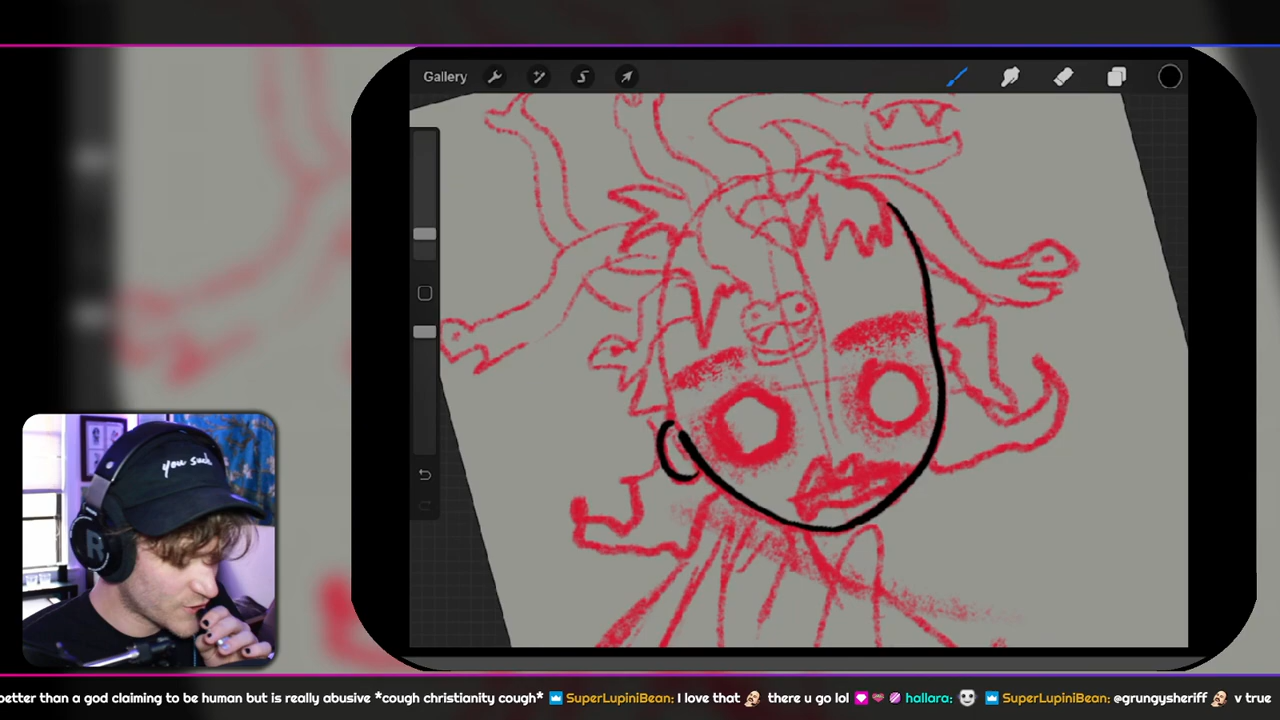 Gallery
you suck
R
better than a god claiming to be human but is really abusive *cough christianity cough* SuperLupiniBean: I love that there u go lol hallara: SuperLupiniBean: @grungysheriff v true